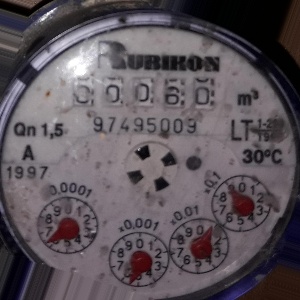 RUBIKON
00060 m³
Qn 1,5 97495009 LT
A 30°C
1997
0,0001
x0,001
x0,01
x0,1